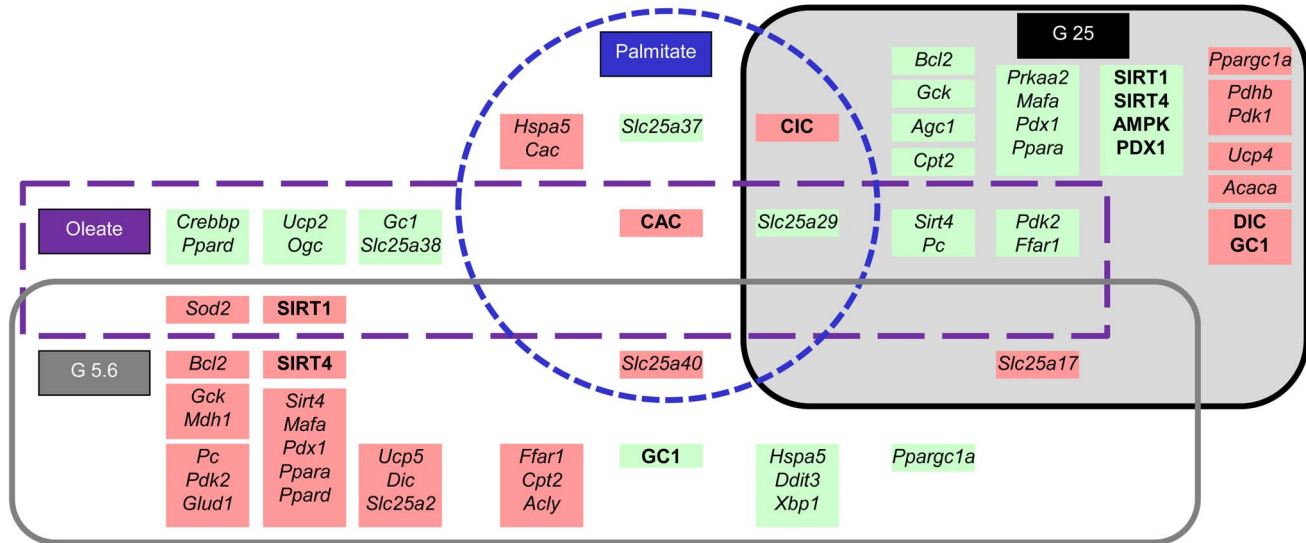 Palmitate
G 25
Bcl2
Gck
Agc1
Cpt2
Prkaa2
Mafa
Pdx1
Ppara
SIRT1
SIRT4
AMPK
PDX1
Ppargc1a
Pdhb
Pdk1
Ucp4
Acaca
DIC
GC1
Hspa5
Cac
Slc25a37
CIC
Oleate
Crebbp
Ppard
Ucp2
Ogc
Gc1
Slc25a38
CAC
Slc25a29
Sirt4
Pc
Pdk2
Ffar1
Sod2
SIRT1
G 5.6
Bcl2
SIRT4
Slc25a40
Slc25a17
Gck
Mdh1
Sirt4
Mafa
Pdx1
Ppara
Ppard
Pc
Pdk2
Glud1
Ucp5
Dic
Slc25a2
Ffar1
Cpt2
Acly
GC1
Hspa5
Ddit3
Xbp1
Ppargc1a